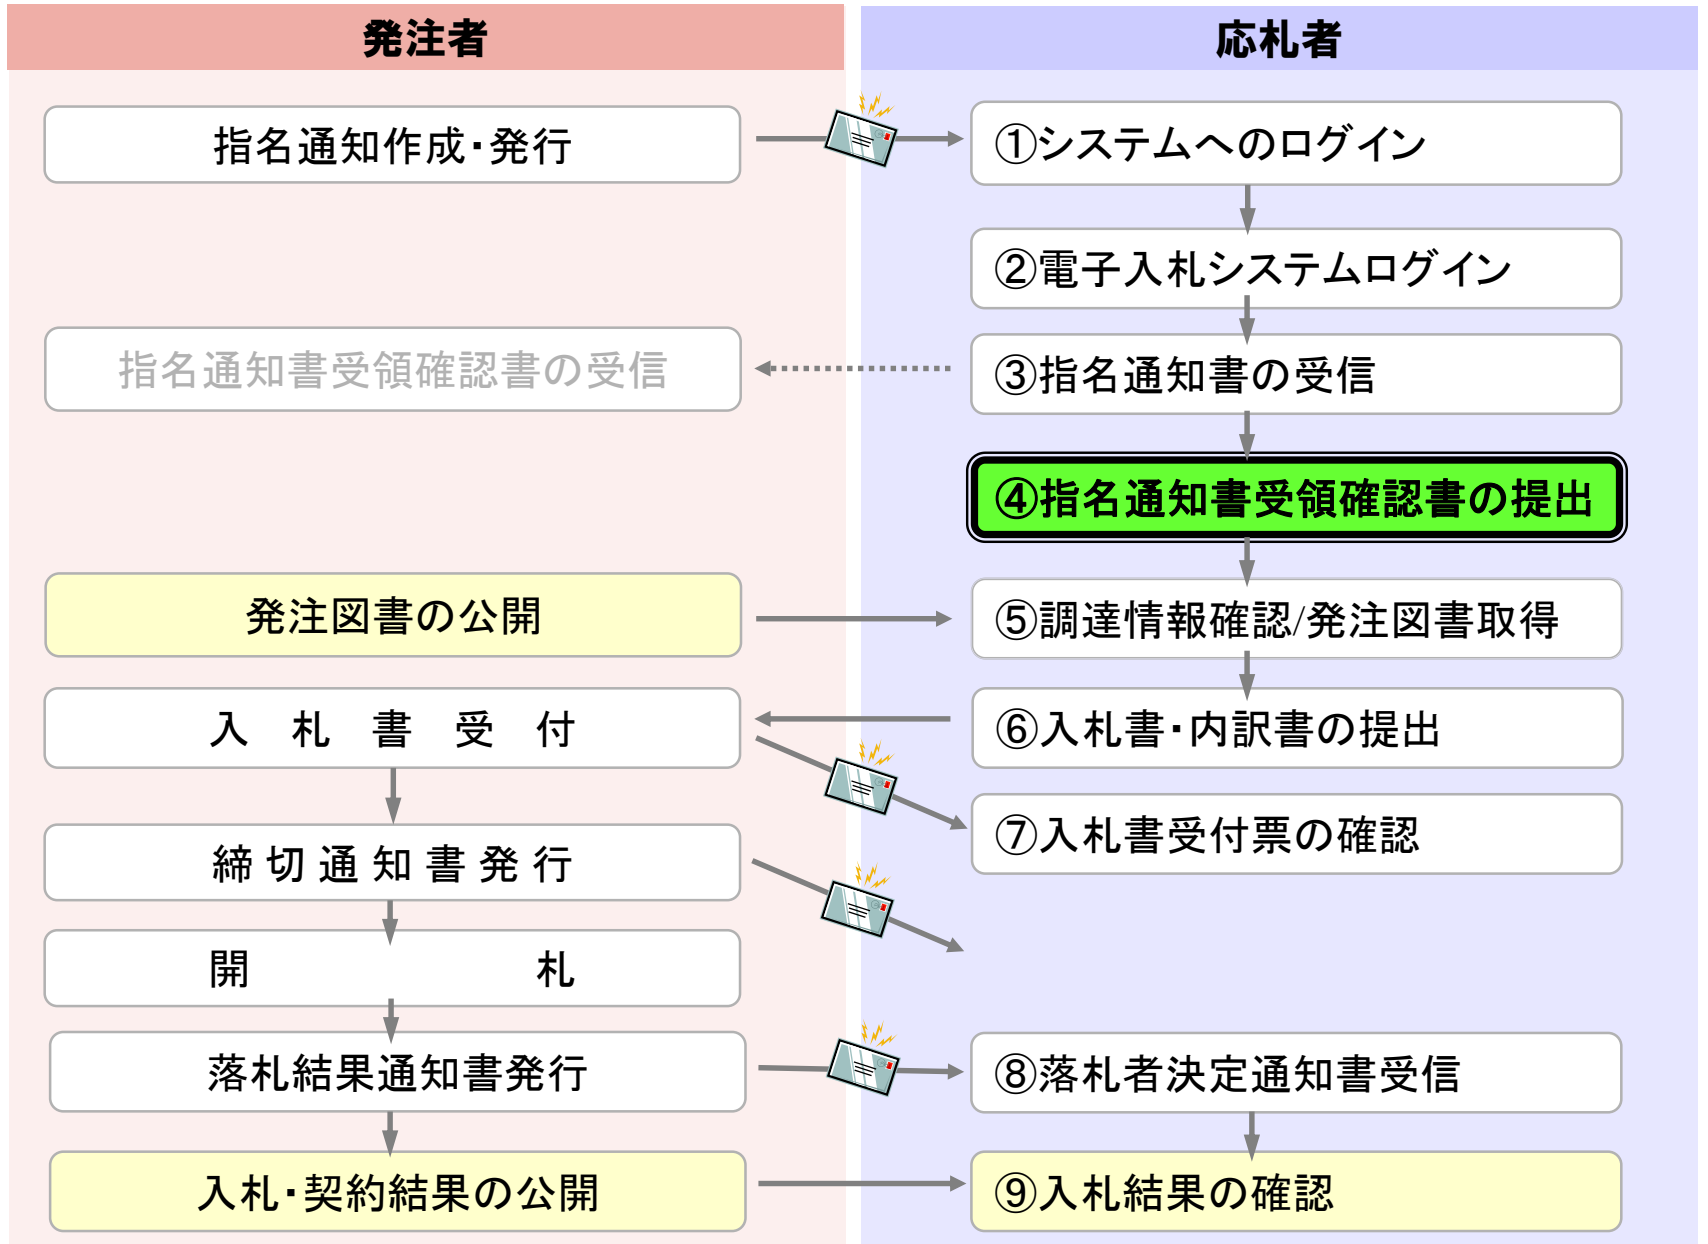 発注者
応札者
指名通知作成・発行
①システムへのログイン
②電子入札システムログイン
指名通知書受領確認書の受信
③指名通知書の受信
④指名通知書受領確認書の提出
発注図書の公開
⑤調達情報確認/発注図書取得
入 札 書 受 付
⑥入札書・内訳書の提出
⑦入札書受付票の確認
締切通知書発行
開 札
落札結果通知書発行
⑧落札者決定通知書受信
入札・契約結果の公開
⑨入札結果の確認